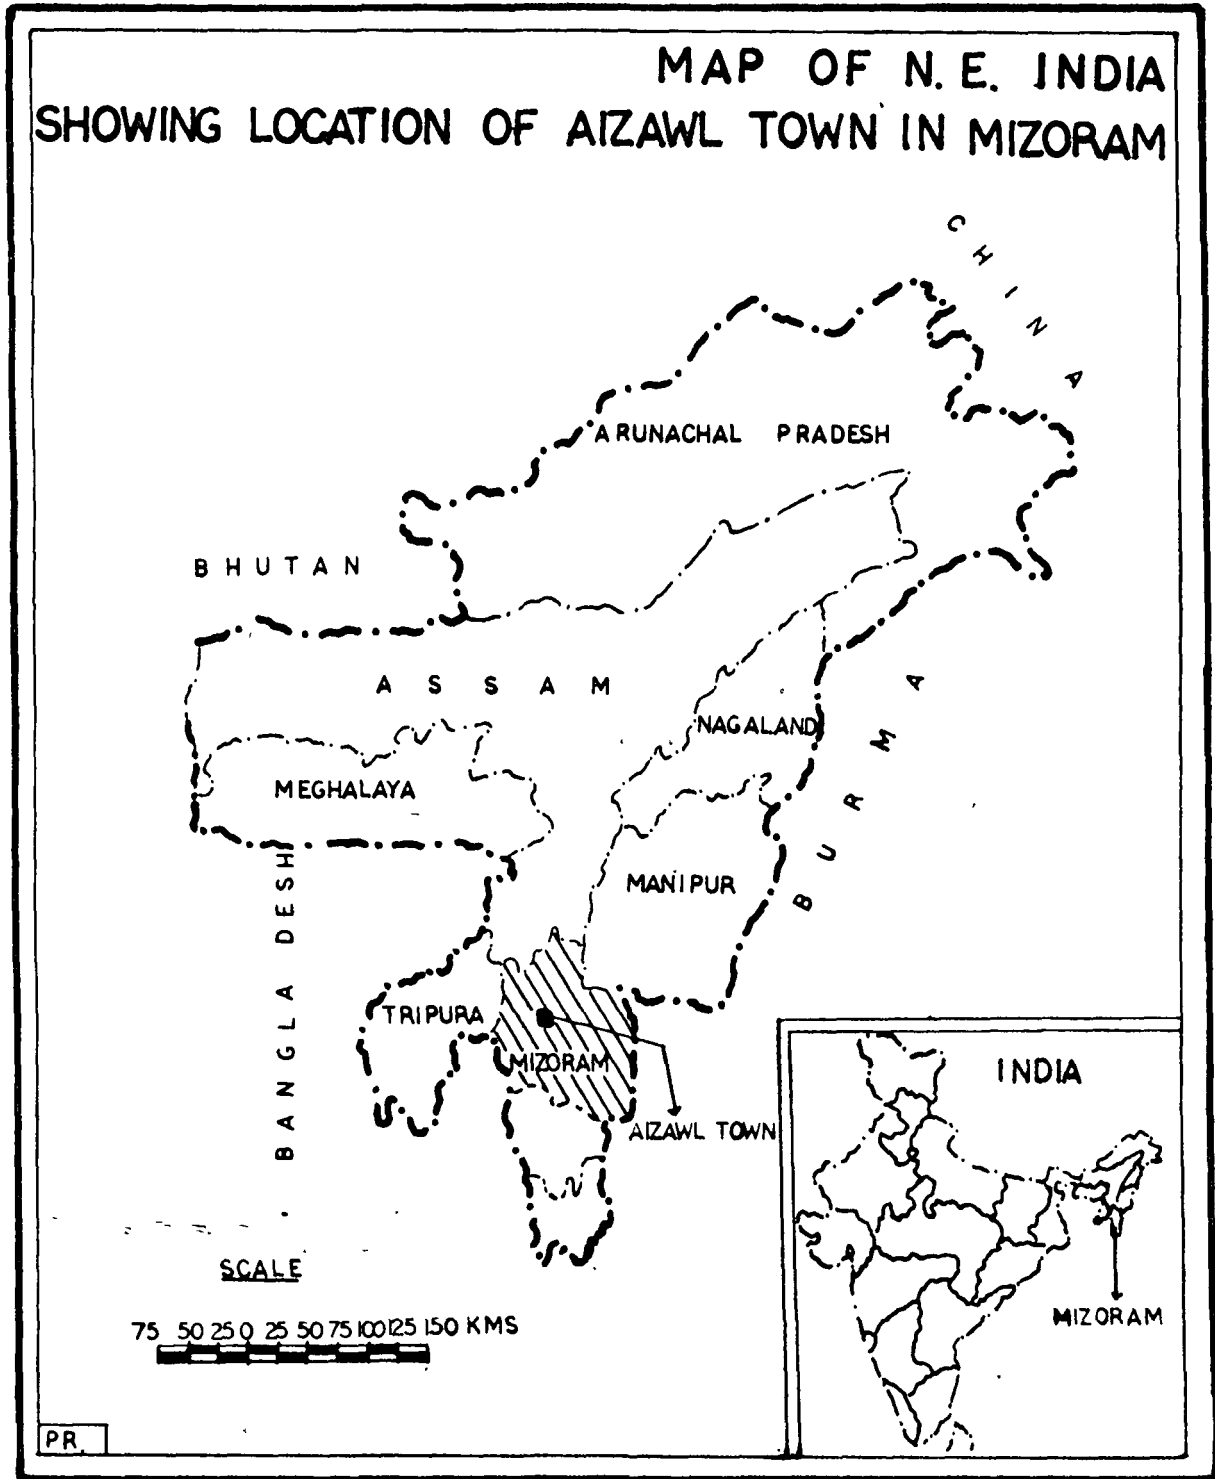 MAP OF N. E. INDIA
SHOWING LOCATION OF AIZAWL TOWN IN MIZORAM
CHINA
ARUNACHAL PRADESH
BHUTAN
ASSAM
NAGALAND
BURMA
MEGHALAYA
MANIPUR
BANGLA DESH
TRIPURA
MIZORAM
AIZAWL TOWN
INDIA
MIZORAM
SCALE
75 50 25 0 25 50 75 100 125 150 KMS
PR.